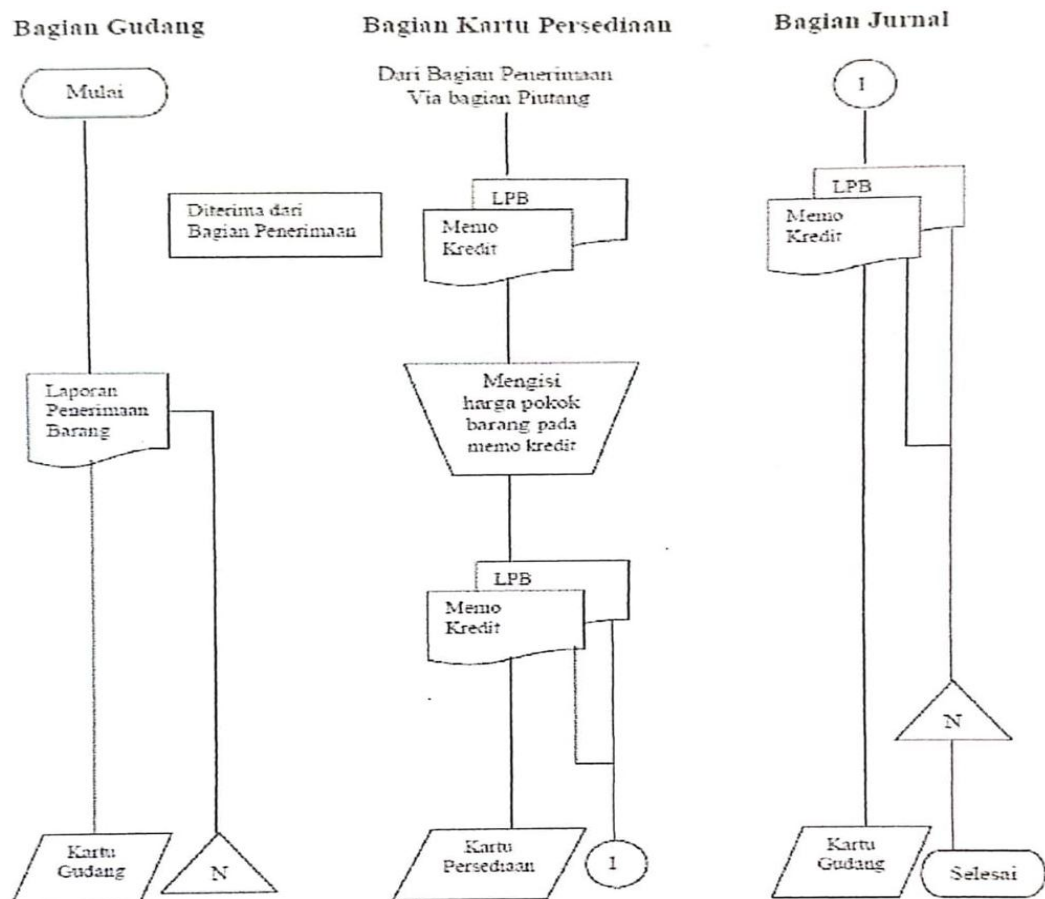 Bagian Gudang
Mulai
Diterima dari
Bagian Penerimaan
Laporan
Penerimaan
Barang
Kartu
Gudang
N
Bagian Kartu Persediaan
Dari Bagian Penerimaan
Via bagian Piutang
LPB
Memo
Kredit
Mengisi
harga pokok
barang pada
memo kredit
LPB
Memo
Kredit
Kartu
Persediaan
1
Bagian Jurnal
1
LPB
Memo
Kredit
N
Kartu
Gudang
Selesai